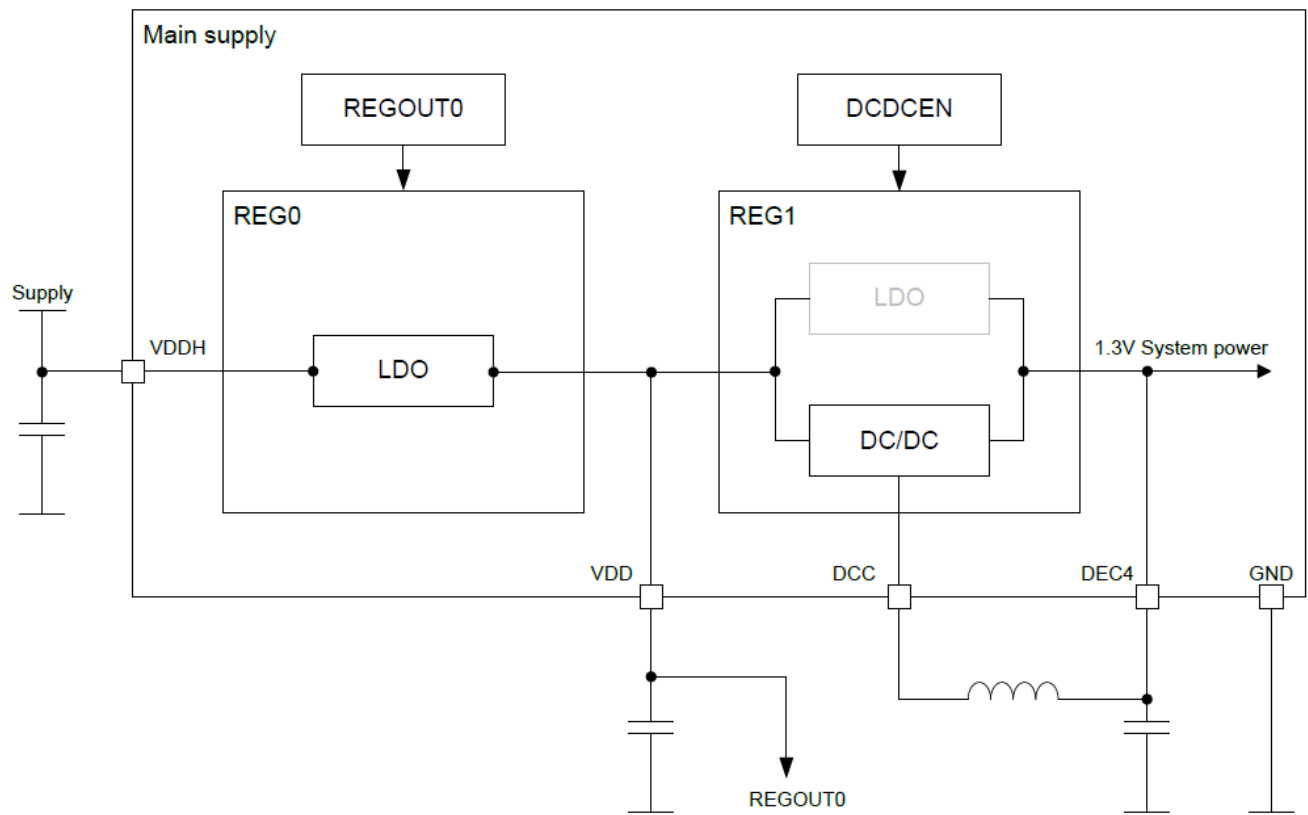 Main supply
REGOUT0
DCDCEN
REG0
REG1
LDO
Supply
VDDH
LDO
1.3V System power
DC/DC
VDD
DCC
DEC4
GND
REGOUT0